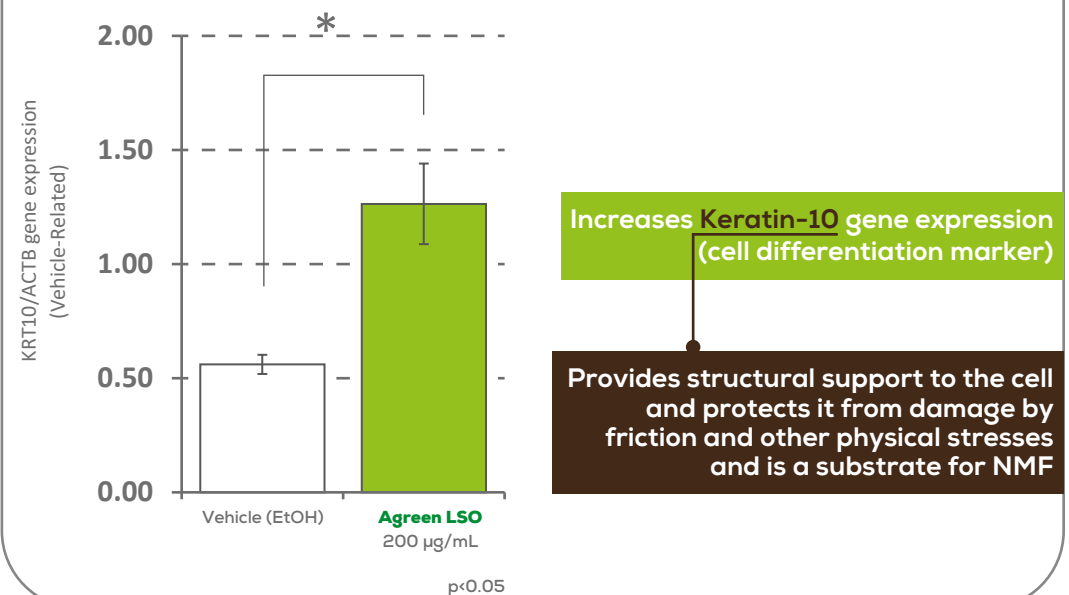 *
2.00
1.50
1.00
0.50
0.00
KRT10/ACTB gene expression
(Vehicle-Related)
Vehicle (EtOH)
Agreen LSO
200 µg/mL
p<0.05
Increases Keratin-10 gene expression
(cell differentiation marker)
Provides structural support to the cell
and protects it from damage by
friction and other physical stresses
and is a substrate for NMF